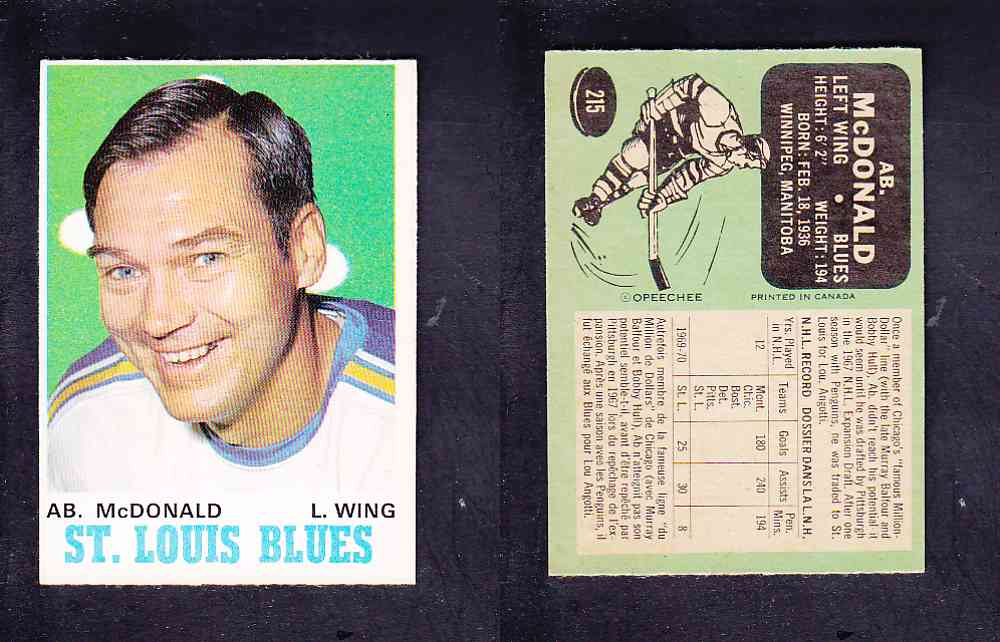 AB. McDONALD L. WING
ST. LOUIS BLUES
215
AB.
McDONALD
LEFT WING • BLUES
HEIGHT: 6'2" WEIGHT: 194
BORN: FEB. 18, 1936
WINNIPEG, MANITOBA
©OPEECHEE PRINTED IN CANADA
Once a member of Chicago's "famous Million-
Dollar" line (with the late Murray Balfour and
Bobby Hull), Ab. didn't reach his potential it
would seem until he was drafted by Pittsburgh
in the 1967 N.H.L. Expansion Draft. After one
season with Penguins, he was traded to St.
Louis for Lou. Angotti.
N.H.L. RECORD DOSSIER DANS LA L.N.H.
Yrs. Played Teams Goals Assists Pen.
in N.H.L. Mins.
12 Mont. 180 240 194
Chic.
Bost.
Det.
Pitts.
St. L.
1969-70 St. L. 25 30 8
Autrefois membre de la fameuse ligne "du
Million de Dollars" de Chicago (avec Murray
Balfour et Bobby Hull), Ab n'atteignit pas son
potentiel semble-t-il, avant d'être repêché par
Pittsburgh en 1967 lors du repêchage de l'ex-
pansion. Après une saison avec les Penguins, il
fut échangé aux Blues pour Lou Angotti.